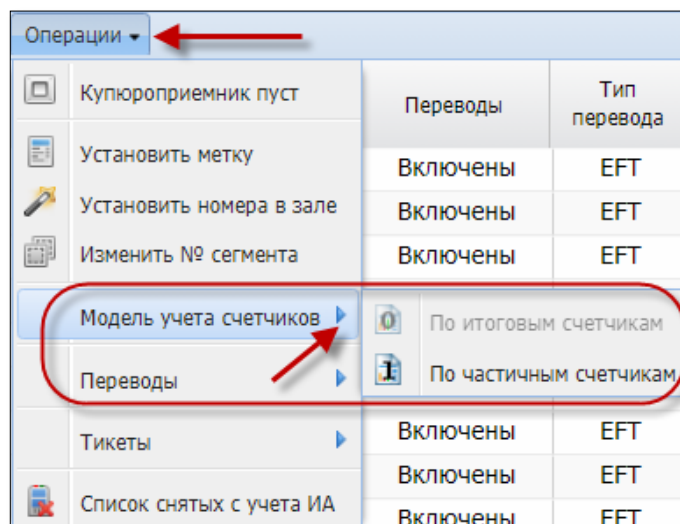 Операции
Купюроприемник пуст
Установить метку
Установить номера в зале
Изменить № сегмента
Модель учета счетчиков
Переводы
Тикеты
Список снятых с учета ИА
По итоговым счетчикам
По частичным счетчикам
Переводы
Тип
перевода
Включены EFT
Включены EFT
Включены EFT
Включены EFT
Включены EFT
Включены EFT